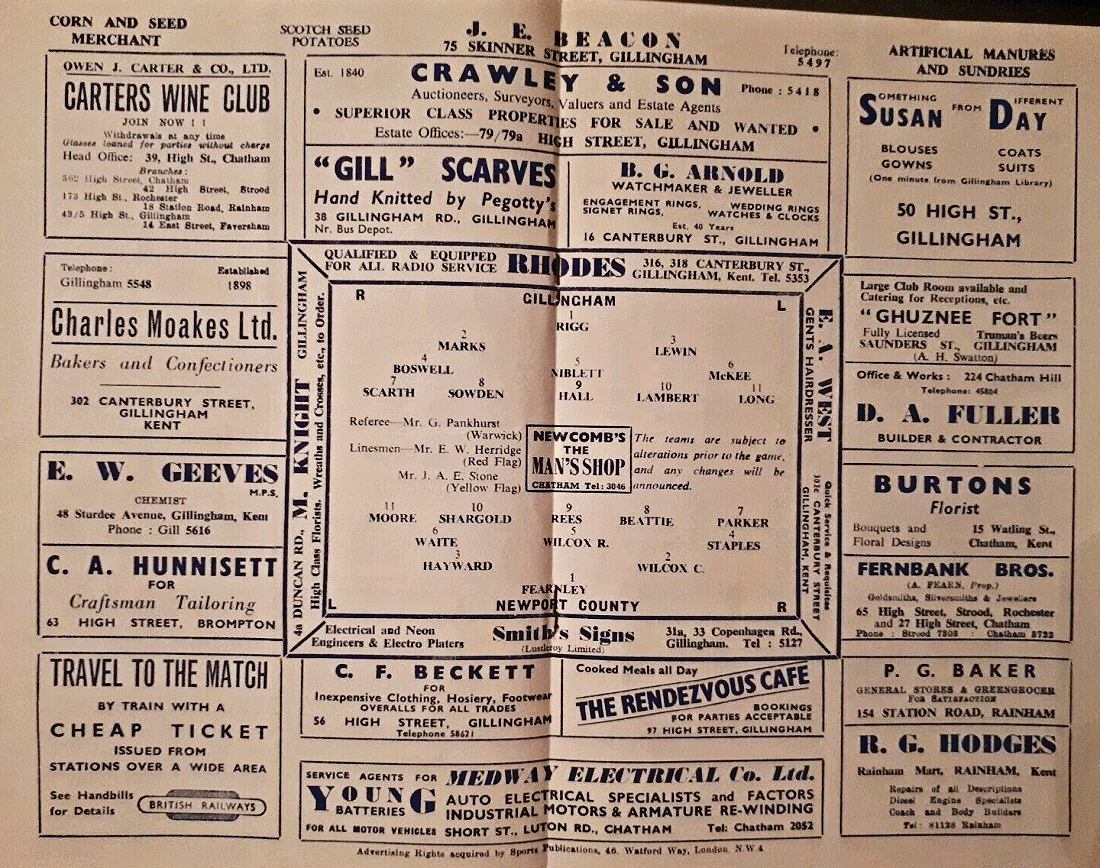 CORN AND SEED
MERCHANT
SCOTCH SEED
POTATOES
J. E. BEACON
75 SKINNER STREET, GILLINGHAM
Telephone:
5497
ARTIFICIAL MANURES
AND SUNDRIES
OWEN J. CARTER & CO., LTD.
CARTERS WINE CLUB
JOIN NOW ! !
Withdrawals at any time
Glasses loaned for parties without charge
Head Office: 39, High St., Chatham
Branches:
362 High Street, Chatham
42 High Street, Strood
173 High St., Rochester
18 Station Road, Rainham
43/5 High St., Gillingham
14 East Street, Faversham
Est. 1840
CRAWLEY & SON
Phone : 5418
Auctioneers, Surveyors, Valuers and Estate Agents
• SUPERIOR CLASS PROPERTIES FOR SALE AND WANTED •
Estate Offices:—79/79a HIGH STREET, GILLINGHAM
"GILL" SCARVES
Hand Knitted by Pegotty's
38 GILLINGHAM RD., GILLINGHAM
Nr. Bus Depot.
B. G. ARNOLD
WATCHMAKER & JEWELLER
ENGAGEMENT RINGS, WEDDING RINGS
SIGNET RINGS, WATCHES & CLOCKS
Est. 40 Years
16 CANTERBURY ST., GILLINGHAM
SOMETHING FROM DIFFERENT
SUSAN DAY
BLOUSES COATS
GOWNS SUITS
(One minute from Gillingham Library)
50 HIGH ST.,
GILLINGHAM
Telephone: Established
Gillingham 5548 1898
Charles Moakes Ltd.
Bakers and Confectioners
302 CANTERBURY STREET,
GILLINGHAM
KENT
QUALIFIED & EQUIPPED
FOR ALL RADIO SERVICE
RHODES
316, 318 CANTERBURY ST.,
GILLINGHAM, Kent. Tel. 5353
4a DUNCAN RD., M. KNIGHT GILLINGHAM
High Class Florists. Wreaths and Crosses, etc., to Order.
R GILLINGHAM L
1
RIGG
2 3
MARKS LEWIN
4 5 6
BOSWELL NIBLETT McKEE
7 8 9 10 11
SCARTH SOWDEN HALL LAMBERT LONG
Referee—Mr. G. Pankhurst
(Warwick)
Linesmen—Mr. E. W. Herridge
(Red Flag)
Mr. J. A. E. Stone
(Yellow Flag)
NEWCOMB'S
THE
MAN'S SHOP
CHATHAM Tel: 3046
The teams are subject to
alterations prior to the game,
and any changes will be
announced.
11 10 9 8 7
MOORE SHARGOLD REES BEATTIE PARKER
6 5 4
WAITE WILCOX R. STAPLES
3 2
HAYWARD WILCOX C.
1
FEARNLEY
L NEWPORT COUNTY R
E. A. WEST
GENTS HAIRDRESSER
Quick Service & Requisites
CANTERBURY STREET
GILLINGHAM, KENT
Electrical and Neon
Engineers & Electro Platers
Smith's Signs
(Lustleroy Limited)
31a, 33 Copenhagen Rd.,
Gillingham. Tel : 5127
Large Club Room available and
Catering for Receptions, etc.
"GHUZNEE FORT"
Fully Licensed Truman's Beers
SAUNDERS ST., GILLINGHAM
(A. H. Swatton)
Office & Works : 224 Chatham Hill
Telephone: 45804
D. A. FULLER
BUILDER & CONTRACTOR
E. W. GEEVES
M.P.S,
CHEMIST
48 Sturdee Avenue, Gillingham, Kent
Phone : Gill 5616
C. A. HUNNISETT
FOR
Craftsman Tailoring
63 HIGH STREET, BROMPTON
BURTONS
Florist
Bouquets and 15 Watling St.,
Floral Designs Chatham, Kent
FERNBANK BROS.
(A. FEARN, Prop.)
Goldsmiths, Silversmiths & Jewellers
65 High Street, Strood, Rochester
and 27 High Street, Chatham
Phone : Strood 7808 : Chatham 3722
TRAVEL TO THE MATCH
BY TRAIN WITH A
CHEAP TICKET
ISSUED FROM
STATIONS OVER A WIDE AREA
See Handbills
for Details
BRITISH RAILWAYS
C. F. BECKETT
FOR
Inexpensive Clothing, Hosiery, Footwear
OVERALLS FOR ALL TRADES
56 HIGH STREET, GILLINGHAM
Telephone 58621
Cooked Meals all Day
THE RENDEZVOUS CAFE
BOOKINGS
FOR PARTIES ACCEPTABLE
97 HIGH STREET, GILLINGHAM
P. G. BAKER
GENERAL STORES & GREENGROCER
FOR SATISFACTION
154 STATION ROAD, RAINHAM
R. G. HODGES
Rainham Mart, RAINHAM, Kent
Repairs of all Descriptions
Diesel Engine Specialists
Coach and Body Builders
Tel: 81128 Rainham
SERVICE AGENTS FOR MEDWAY ELECTRICAL Co. Ltd.
YOUNG
BATTERIES
FOR ALL MOTOR VEHICLES
AUTO ELECTRICAL SPECIALISTS and FACTORS
INDUSTRIAL MOTORS & ARMATURE RE-WINDING
SHORT ST., LUTON RD., CHATHAM Tel: Chatham 2052
Advertising Rights acquired by Sports Publications, 46, Watford Way, London N.W 4